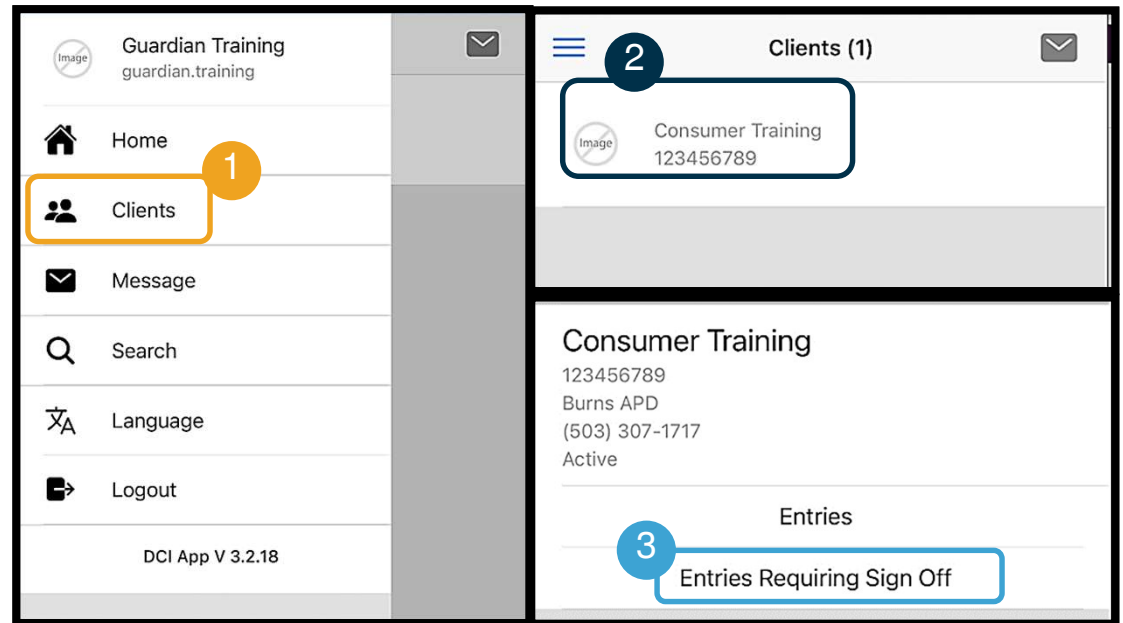 Image
Guardian Training
guardian.training
Home
1
Clients
Message
Search
Language
Logout
DCI App V 3.2.18
Clients (1)
2
Image
Consumer Training
123456789
Consumer Training
123456789
Burns APD
(503) 307-1717
Active
Entries
3
Entries Requiring Sign Off